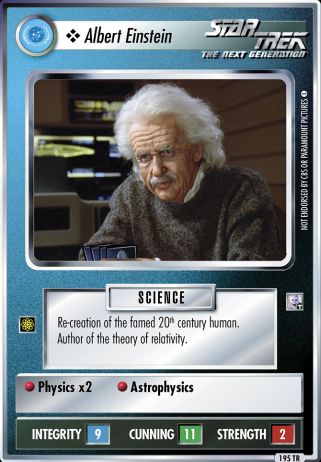 ❖ Albert Einstein
STAR TREK
THE NEXT GENERATION
NOT ENDORSED BY CBS OR PARAMOUNT PICTURES
SCIENCE
Re-creation of the famed 20th century human.
Author of the theory of relativity.
Physics x2 Astrophysics
INTEGRITY 9 CUNNING 11 STRENGTH 2
195 TR